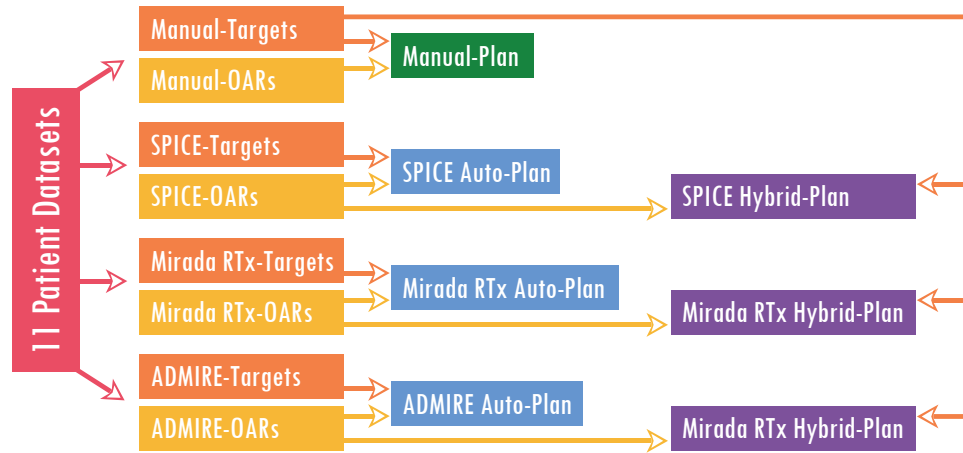 11 Patient Datasets
Manual-Targets
Manual-OARs
Manual-Plan
SPICE-Targets
SPICE-OARs
SPICE Auto-Plan
SPICE Hybrid-Plan
Mirada RTx-Targets
Mirada RTx-OARs
Mirada RTx Auto-Plan
Mirada RTx Hybrid-Plan
ADMIRE-Targets
ADMIRE-OARs
ADMIRE Auto-Plan
Mirada RTx Hybrid-Plan